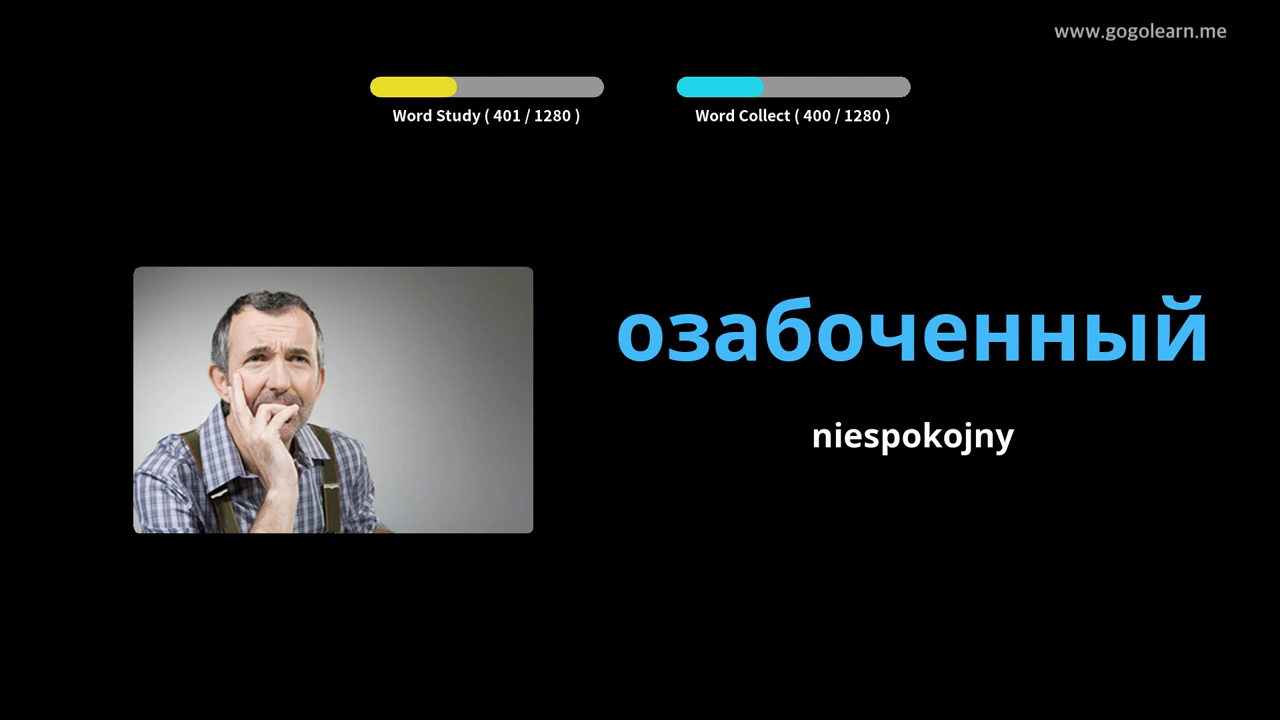 www.gogolearn.me
Word Study ( 401 / 1280 )
Word Collect ( 400 / 1280 )
озабоченный
niespokojny